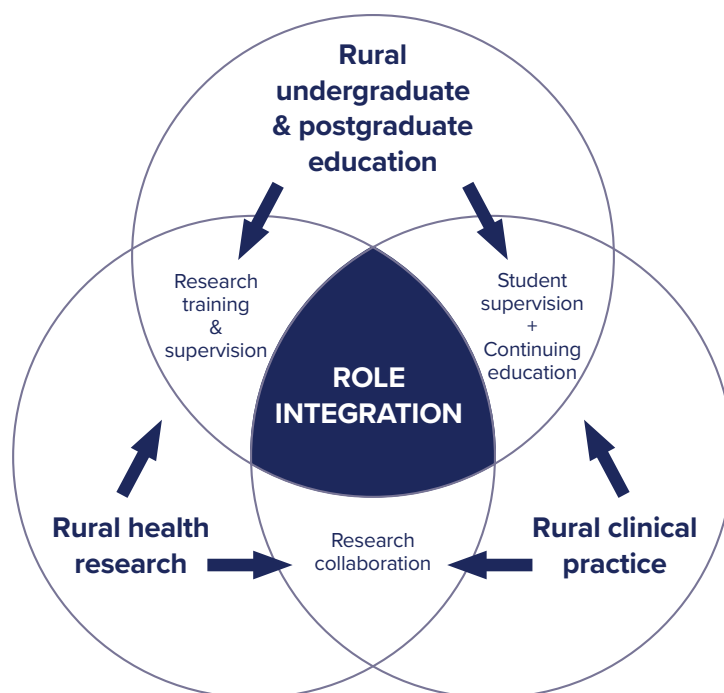 Rural
undergraduate
& postgraduate
education
Research
training
&
supervision
Student
supervision
+
Continuing
education
ROLE
INTEGRATION
Rural health
research
Research
collaboration
Rural clinical
practice